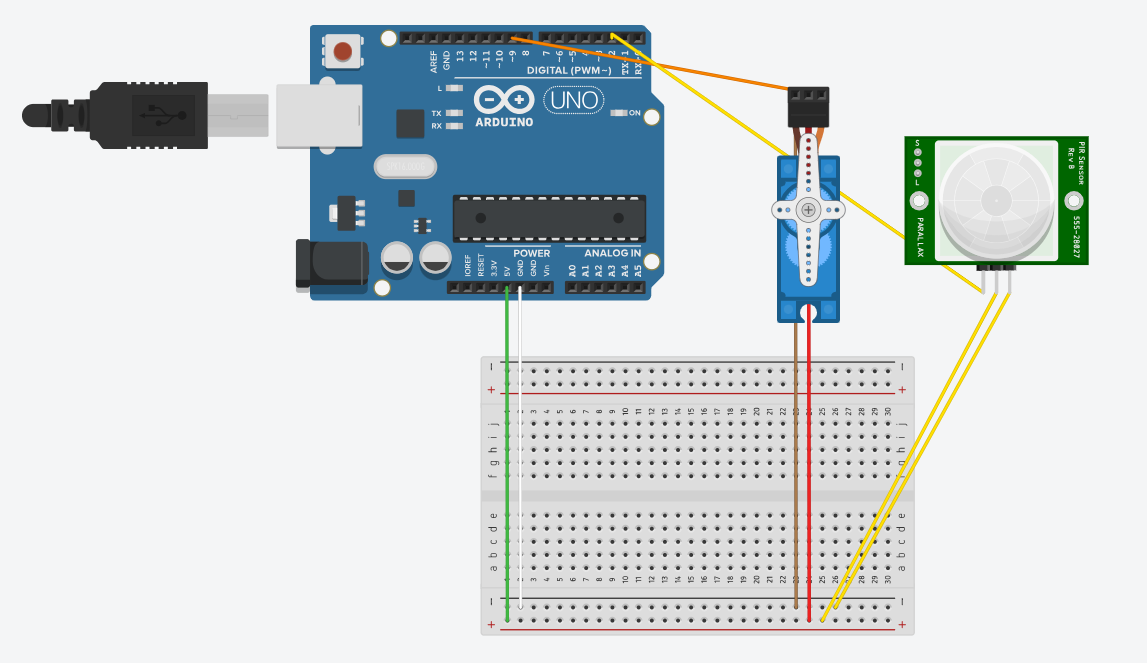 AREF
GND
13
12
~11
~10
~9
8
7
~6
~5
4
~3
2
TX→1
RX←0
DIGITAL (PWM~)
L
TX
RX
ARDUINO
UNO
ON
POWER
ANALOG IN
IOREF
RESET
3.3V
5V
GND
GND
Vin
A0
A1
A2
A3
A4
A5
S
L
PIR SENSOR
REV B
PARALLAX
555-28027
− −
+ +
1 2 3 4 5 6 7 8 9 10 11 12 13 14 15 16 17 18 19 20 21 22 23 24 25 26 27 28 29 30
j j
i i
h h
g g
f f
e e
d d
c c
b b
a a
1 2 3 4 5 6 7 8 9 10 11 12 13 14 15 16 17 18 19 20 21 22 23 24 25 26 27 28 29 30
− −
+ +